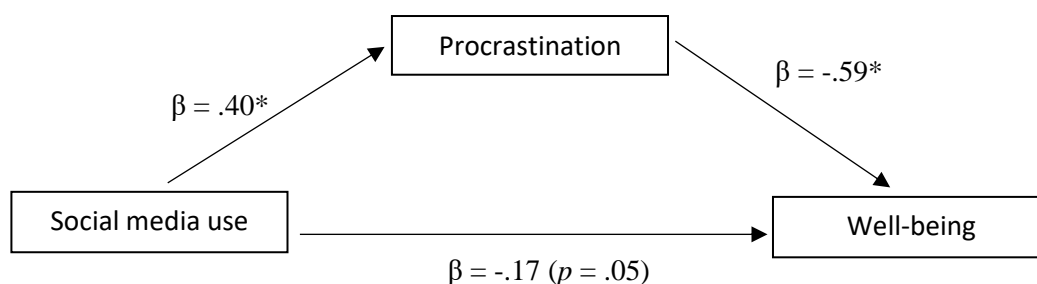 Procrastination
β = .40*
β = -.59*
Social media use
Well-being
β = -.17 (p = .05)